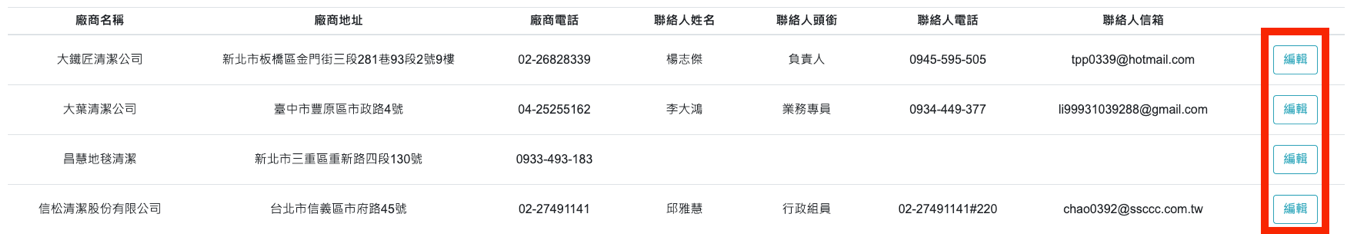 廠商名稱 廠商地址 廠商電話 聯絡人姓名 聯絡人頭銜 聯絡人電話 聯絡人信箱
大鐵匠清潔公司 新北市板橋區金門街三段281巷93段2號9樓 02-26828339 楊志傑 負責人 0945-595-505 tpp0339@hotmail.com 編輯
大葉清潔公司 臺中市豐原區市政路4號 04-25255162 李大鴻 業務專員 0934-449-377 li99931039288@gmail.com 編輯
昌慧地毯清潔 新北市三重區重新路四段130號 0933-493-183 編輯
信松清潔股份有限公司 台北市信義區市府路45號 02-27491141 邱雅慧 行政組員 02-27491141#220 chao0392@ssccc.com.tw 編輯